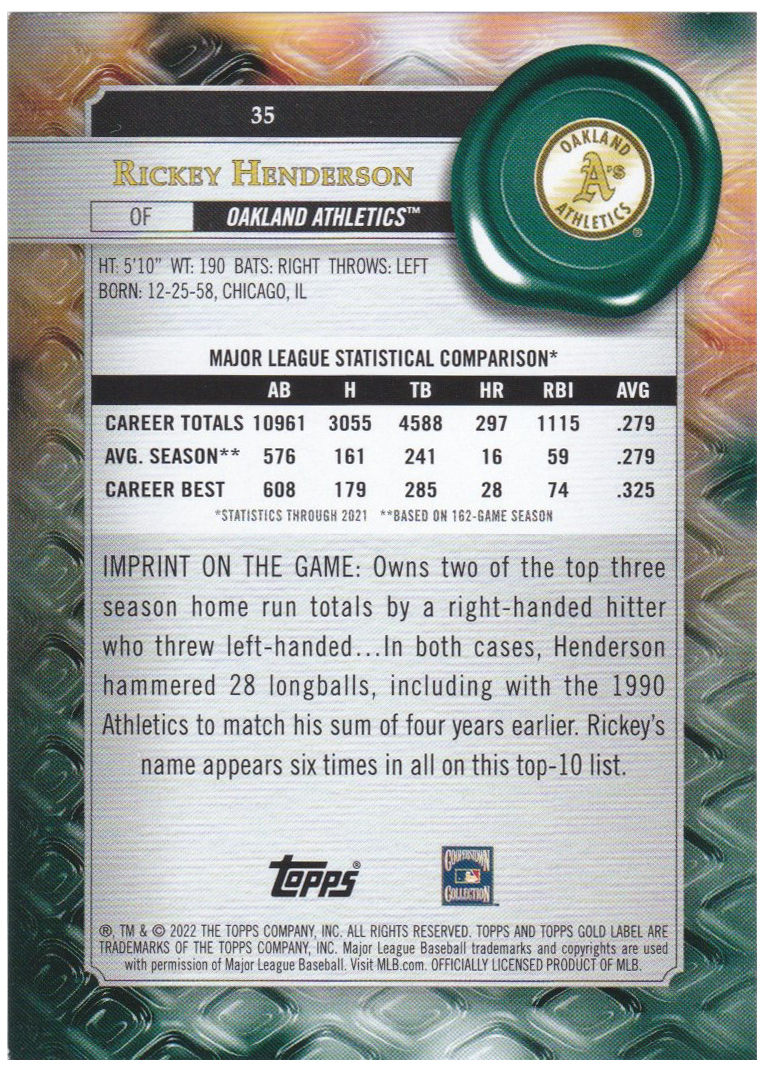 35
OAKLAND
A's
ATHLETICS
®
RICKEY HENDERSON
OF OAKLAND ATHLETICS™
HT: 5'10" WT: 190 BATS: RIGHT THROWS: LEFT
BORN: 12-25-58, CHICAGO, IL
MAJOR LEAGUE STATISTICAL COMPARISON*
AB H TB HR RBI AVG
CAREER TOTALS 10961 3055 4588 297 1115 .279
AVG. SEASON** 576 161 241 16 59 .279
CAREER BEST 608 179 285 28 74 .325
*STATISTICS THROUGH 2021 **BASED ON 162-GAME SEASON
IMPRINT ON THE GAME: Owns two of the top three
season home run totals by a right-handed hitter
who threw left-handed...In both cases, Henderson
hammered 28 longballs, including with the 1990
Athletics to match his sum of four years earlier. Rickey's
name appears six times in all on this top-10 list.
Topps®
COOPERSTOWN
COLLECTION™
®, TM & © 2022 THE TOPPS COMPANY, INC. ALL RIGHTS RESERVED. TOPPS AND TOPPS GOLD LABEL ARE
TRADEMARKS OF THE TOPPS COMPANY, INC. Major League Baseball trademarks and copyrights are used
with permission of Major League Baseball. Visit MLB.com. OFFICIALLY LICENSED PRODUCT OF MLB.